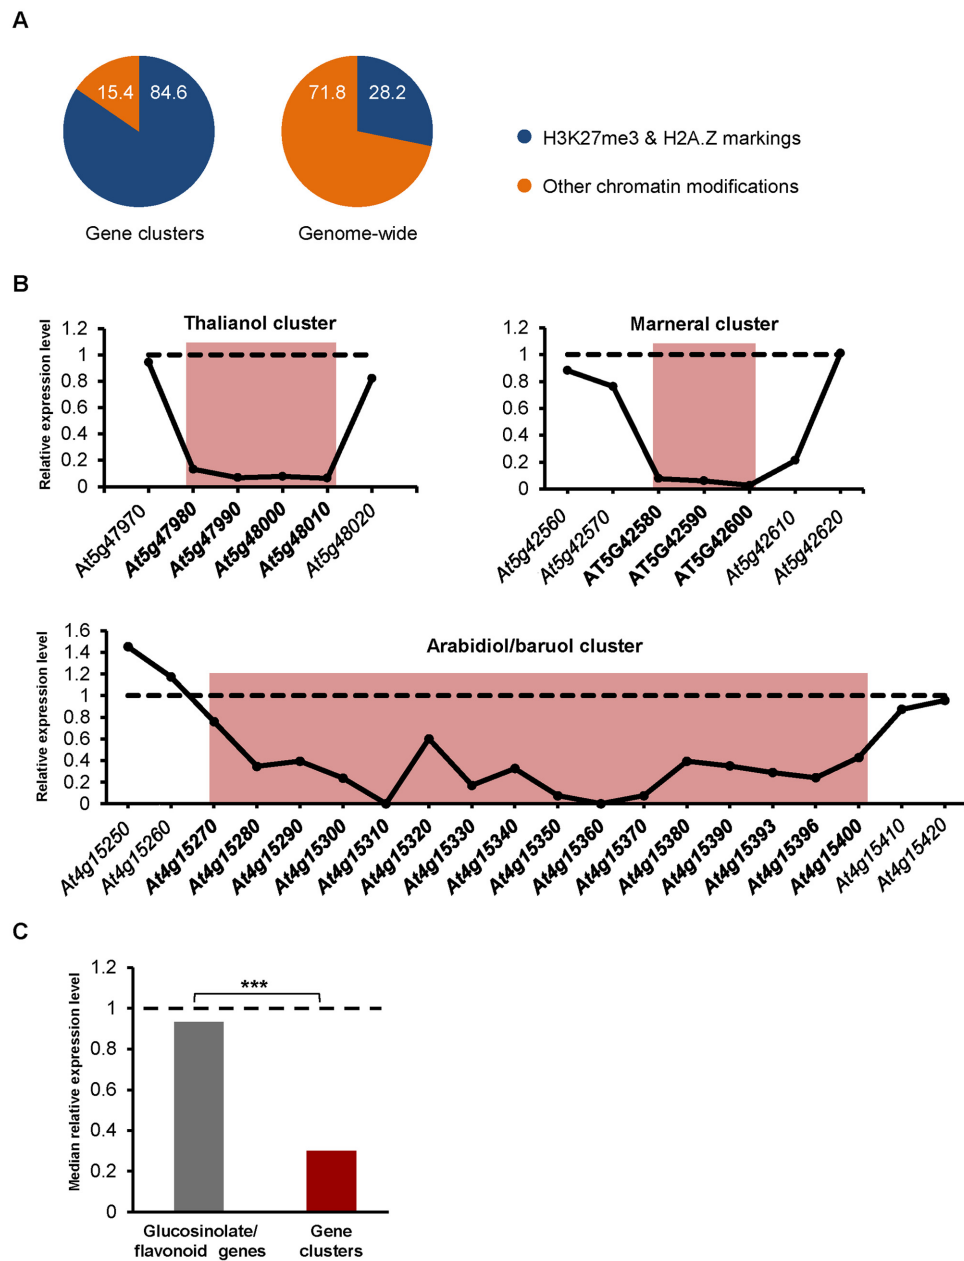 A
15.4 84.6
71.8 28.2
H3K27me3 & H2A.Z markings
Other chromatin modifications
Gene clusters
Genome-wide
B
Thalianol cluster
Relative expression level
1.2
1
0.8
0.6
0.4
0.2
0
At5g47970
At5g47980
At5g47990
At5g48000
At5g48010
At5g48020
Marneral cluster
1.2
1
0.8
0.6
0.4
0.2
0
At5g42560
At5g42570
AT5G42580
AT5G42590
AT5G42600
At5g42610
At5g42620
Arabidiol/baruol cluster
Relative expression level
1.6
1.4
1.2
1
0.8
0.6
0.4
0.2
0
At4g15250
At4g15260
At4g15270
At4g15280
At4g15290
At4g15300
At4g15310
At4g15320
At4g15330
At4g15340
At4g15350
At4g15360
At4g15370
At4g15380
At4g15390
At4g15393
At4g15396
At4g15400
At4g15410
At4g15420
C
Median relative expression level
1.2
1
0.8
0.6
0.4
0.2
0
***
Glucosinolate/
flavonoid genes
Gene
clusters